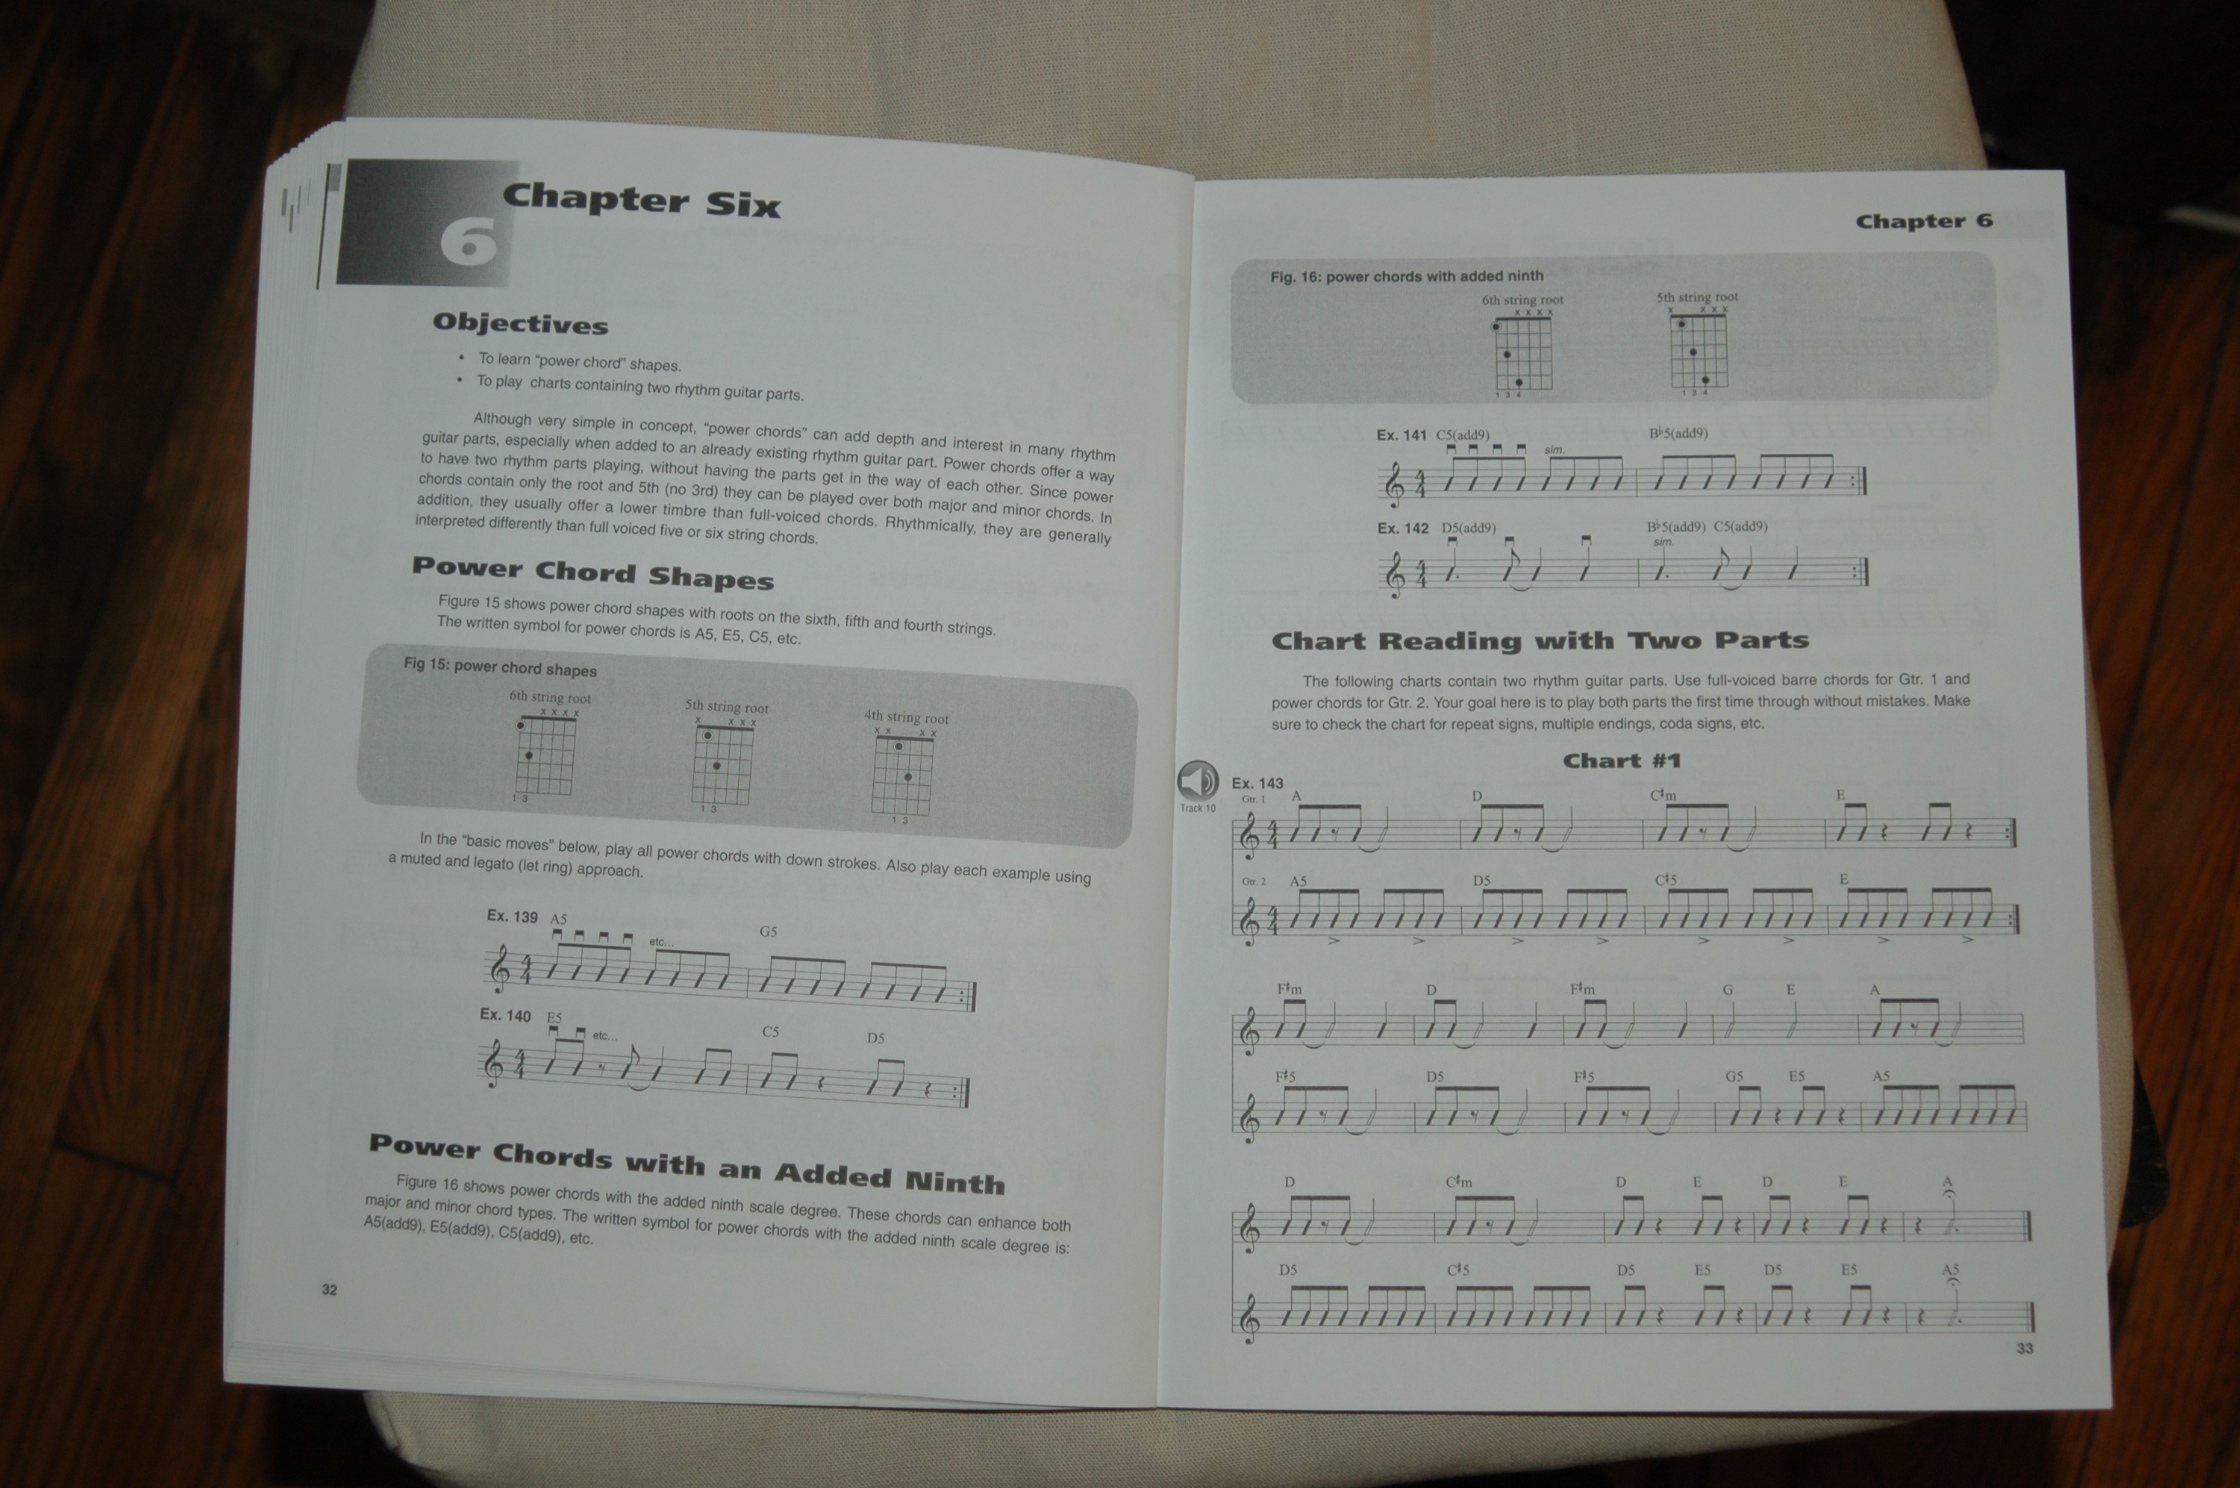 6
Chapter Six
Objectives
• To learn “power chord” shapes.
• To play charts containing two rhythm guitar parts.
Although very simple in concept, “power chords” can add depth and interest in many rhythm
guitar parts, especially when added to an already existing rhythm guitar part. Power chords offer a way
to have two rhythm parts playing, without having the parts get in the way of each other. Since power
chords contain only the root and 5th (no 3rd) they can be played over both major and minor chords. In
addition, they usually offer a lower timbre than full-voiced chords. Rhythmically, they are generally
interpreted differently than full voiced five or six string chords.
Power Chord Shapes
Figure 15 shows power chord shapes with roots on the sixth, fifth and fourth strings.
The written symbol for power chords is A5, E5, C5, etc.
Fig 15: power chord shapes
6th string root 5th string root 4th string root
x x x x x x x x x x x x
1 3 1 3 1 3
In the “basic moves” below, play all power chords with down strokes. Also play each example using
a muted and legato (let ring) approach.
Ex. 139 A5 G5
etc...
4/4
Ex. 140 E5 C5 D5
etc...
4/4
Power Chords with an Added Ninth
Figure 16 shows power chords with the added ninth scale degree. These chords can enhance both
major and minor chord types. The written symbol for power chords with the added ninth scale degree is:
A5(add9), E5(add9), C5(add9), etc.
32
Chapter 6
Fig. 16: power chords with added ninth
6th string root 5th string root
x x x x x x x x
1 3 4 1 3 4
Ex. 141 C5(add9) B♭5(add9)
sim.
4/4
Ex. 142 D5(add9) B♭5(add9) C5(add9)
sim.
4/4
Chart Reading with Two Parts
The following charts contain two rhythm guitar parts. Use full-voiced barre chords for Gtr. 1 and
power chords for Gtr. 2. Your goal here is to play both parts the first time through without mistakes. Make
sure to check the chart for repeat signs, multiple endings, coda signs, etc.
Chart #1
Track 10
Ex. 143
Gtr. 1 A D C♯m E
4/4
Gtr. 2 A5 D5 C♯5 E
4/4
F♯m D F♯m G E A
F♯5 D5 F♯5 G5 E5 A5
D C♯m D E D E A
D5 C♯5 D5 E5 D5 E5 A5
33